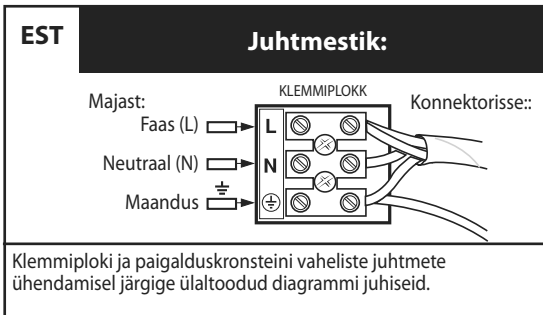 EST
Juhtmestik:
KLEMMIPLOKK
Majast:
Konnektorisse::
Faas (L)
L
Neutraal (N)
N
Maandus
Klemmiploki ja paigalduskronsteini vaheliste juhtmete
ühendamisel järgige ülaltoodud diagrammi juhiseid.